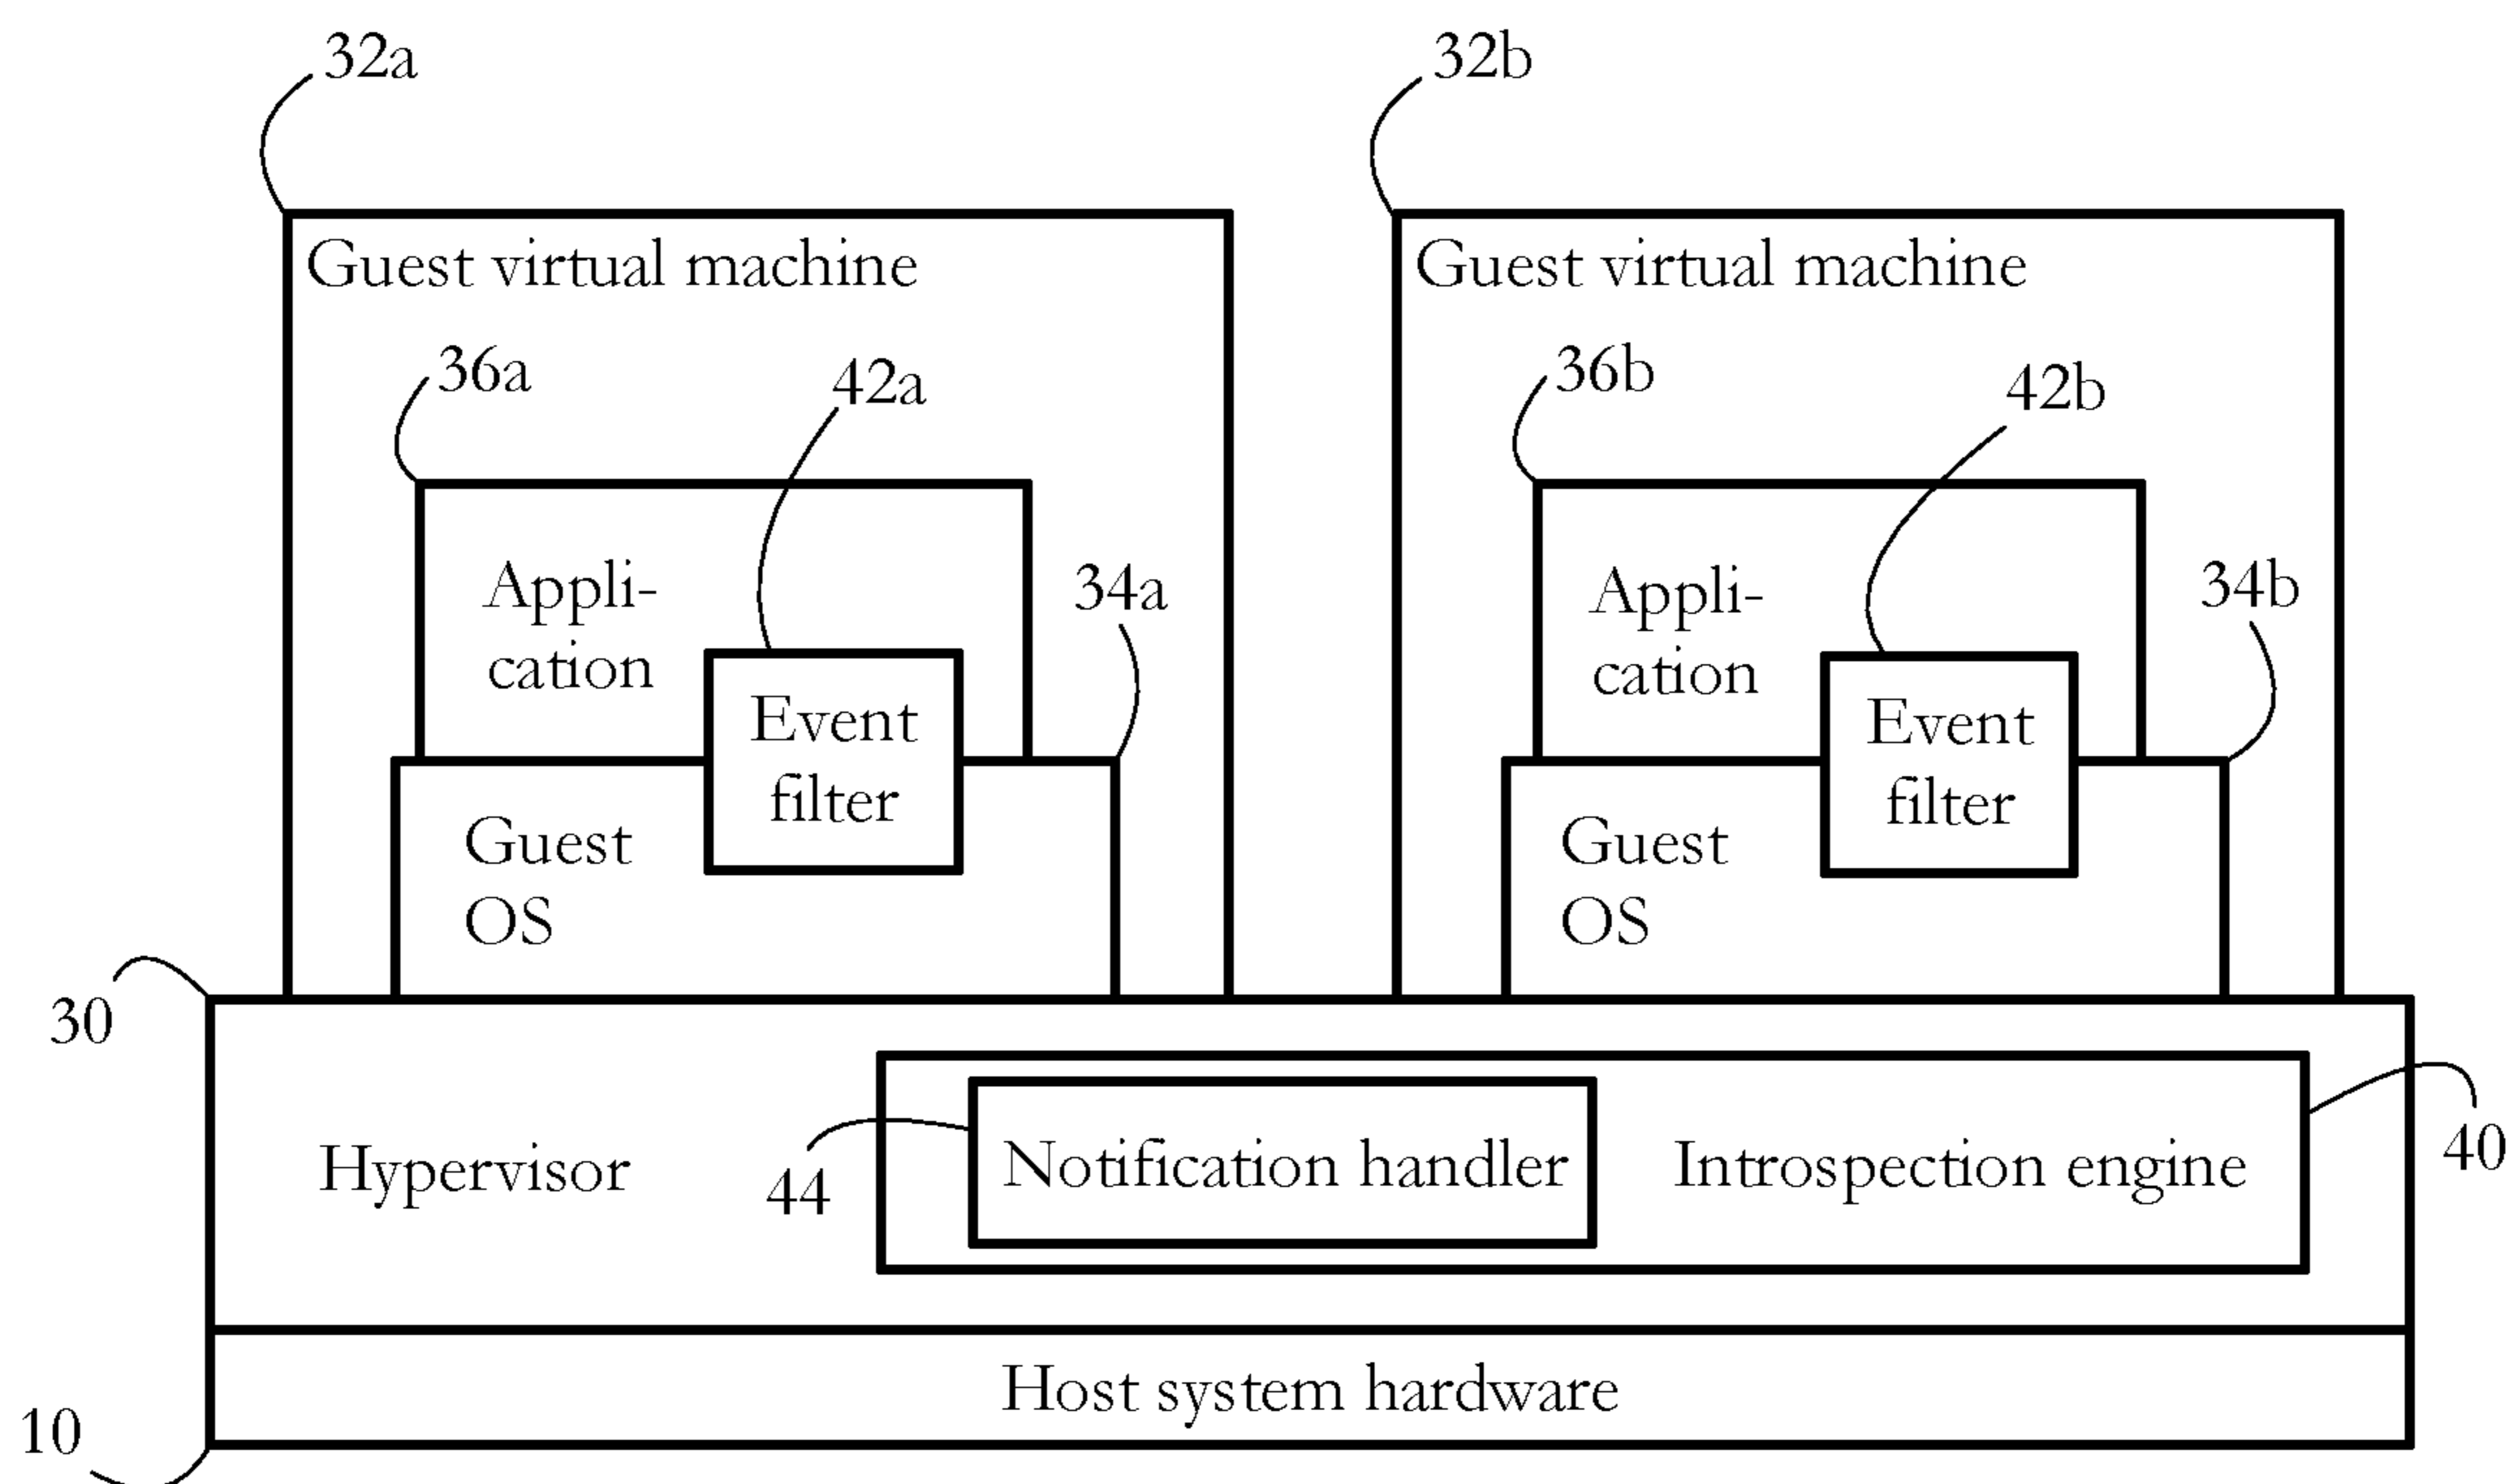 32a
32b
Guest virtual machine
Guest virtual machine
36a
42a
36b
42b
Appli-
cation
34a
Appli-
cation
34b
Event
filter
Event
filter
Guest
OS
Guest
OS
30
Hypervisor
44
Notification handler
Introspection engine
40
Host system hardware
10